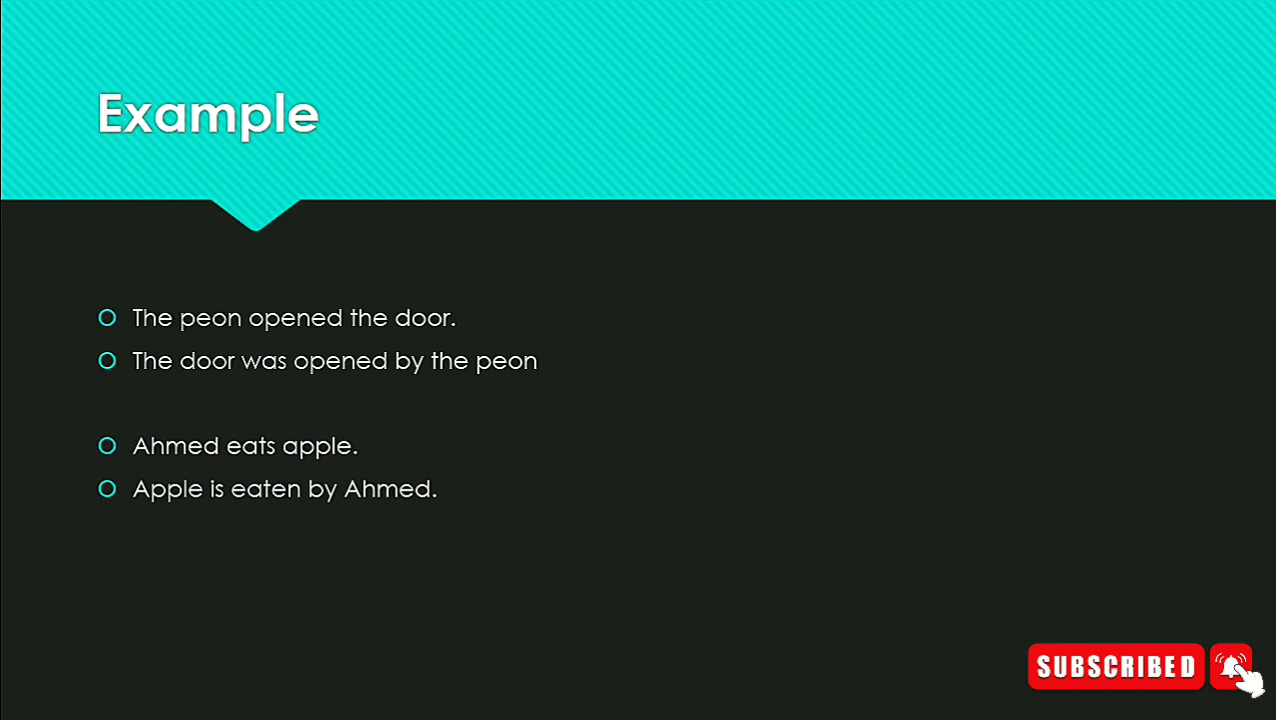 Example
The peon opened the door.
The door was opened by the peon
Ahmed eats apple.
Apple is eaten by Ahmed.
SUBSCRIBED